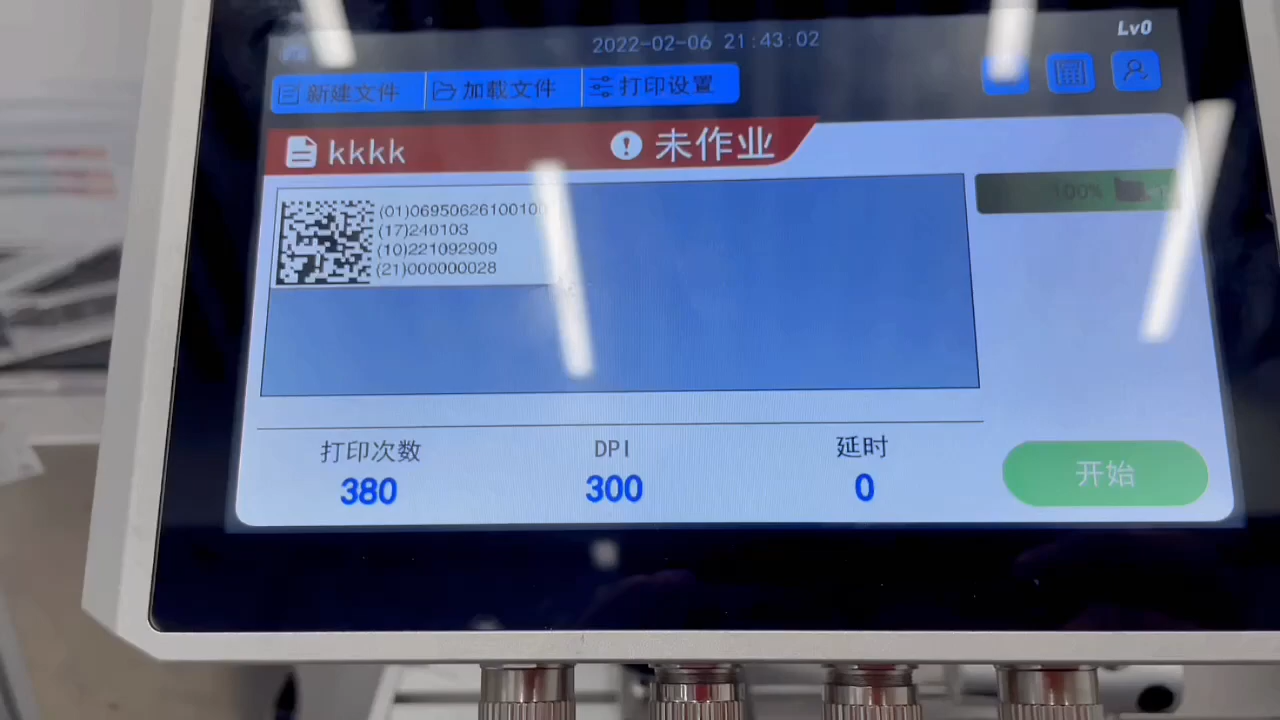 2022-02-06 21:43:02
Lv0
新建文件
加载文件
打印设置
kkkk
未作业
(01)06950626100100
(17)240103
(10)221092909
(21)000000028
100%
打印次数
DPI
延时
380
300
0
开始